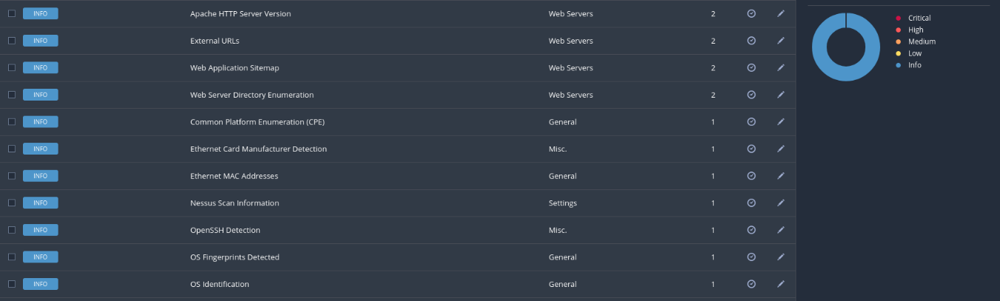 INFO Apache HTTP Server Version Web Servers 2
INFO External URLs Web Servers 2
INFO Web Application Sitemap Web Servers 2
INFO Web Server Directory Enumeration Web Servers 2
INFO Common Platform Enumeration (CPE) General 1
INFO Ethernet Card Manufacturer Detection Misc. 1
INFO Ethernet MAC Addresses General 1
INFO Nessus Scan Information Settings 1
INFO OpenSSH Detection Misc. 1
INFO OS Fingerprints Detected General 1
INFO OS Identification General 1
Critical
High
Medium
Low
Info